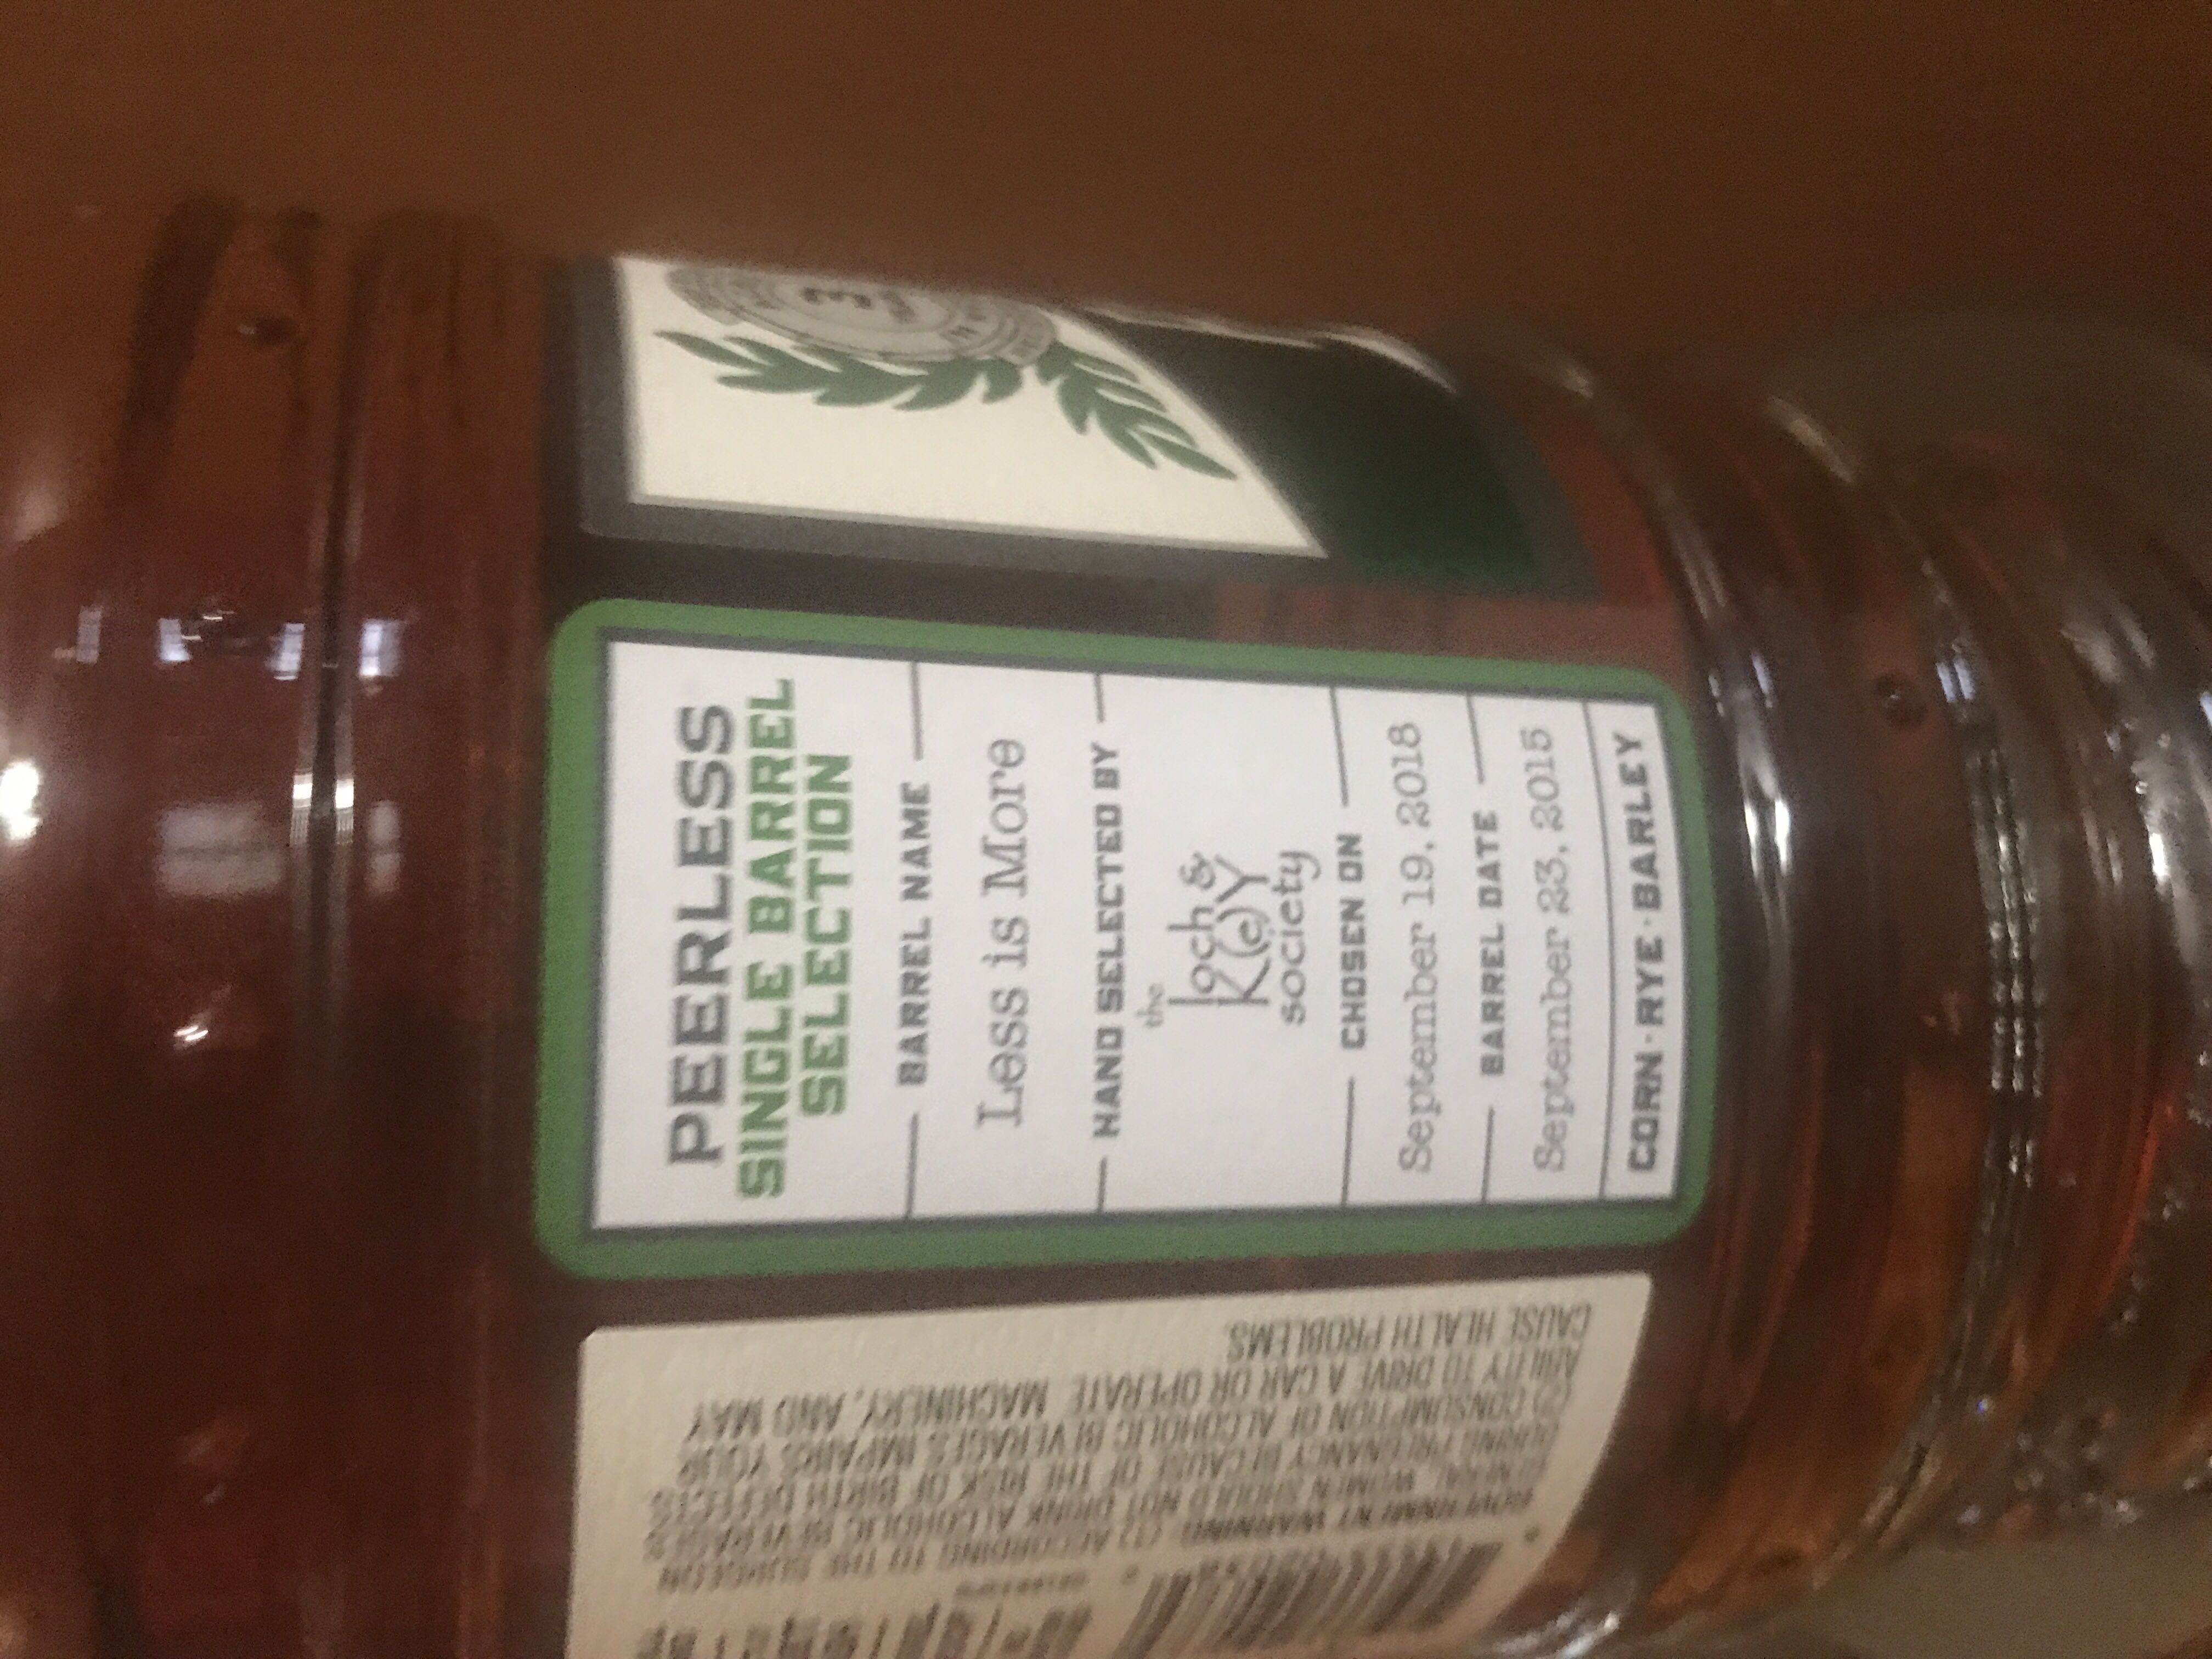 PEERLESS
SINGLE BARREL
SELECTION
BARREL NAME
Less is More
HAND SELECTED BY
the
loch &
K(e)Y
society
CHOSEN ON
September 19, 2018
BARREL DATE
September 23, 2015
CORN · RYE · BARLEY
GOVERNMENT WARNING: (1) ACCORDING TO THE SURGEON
GENERAL, WOMEN SHOULD NOT DRINK ALCOHOLIC BEVERAGES
DURING PREGNANCY BECAUSE OF THE RISK OF BIRTH DEFECTS.
(2) CONSUMPTION OF ALCOHOLIC BEVERAGES IMPAIRS YOUR
ABILITY TO DRIVE A CAR OR OPERATE MACHINERY, AND MAY
CAUSE HEALTH PROBLEMS.